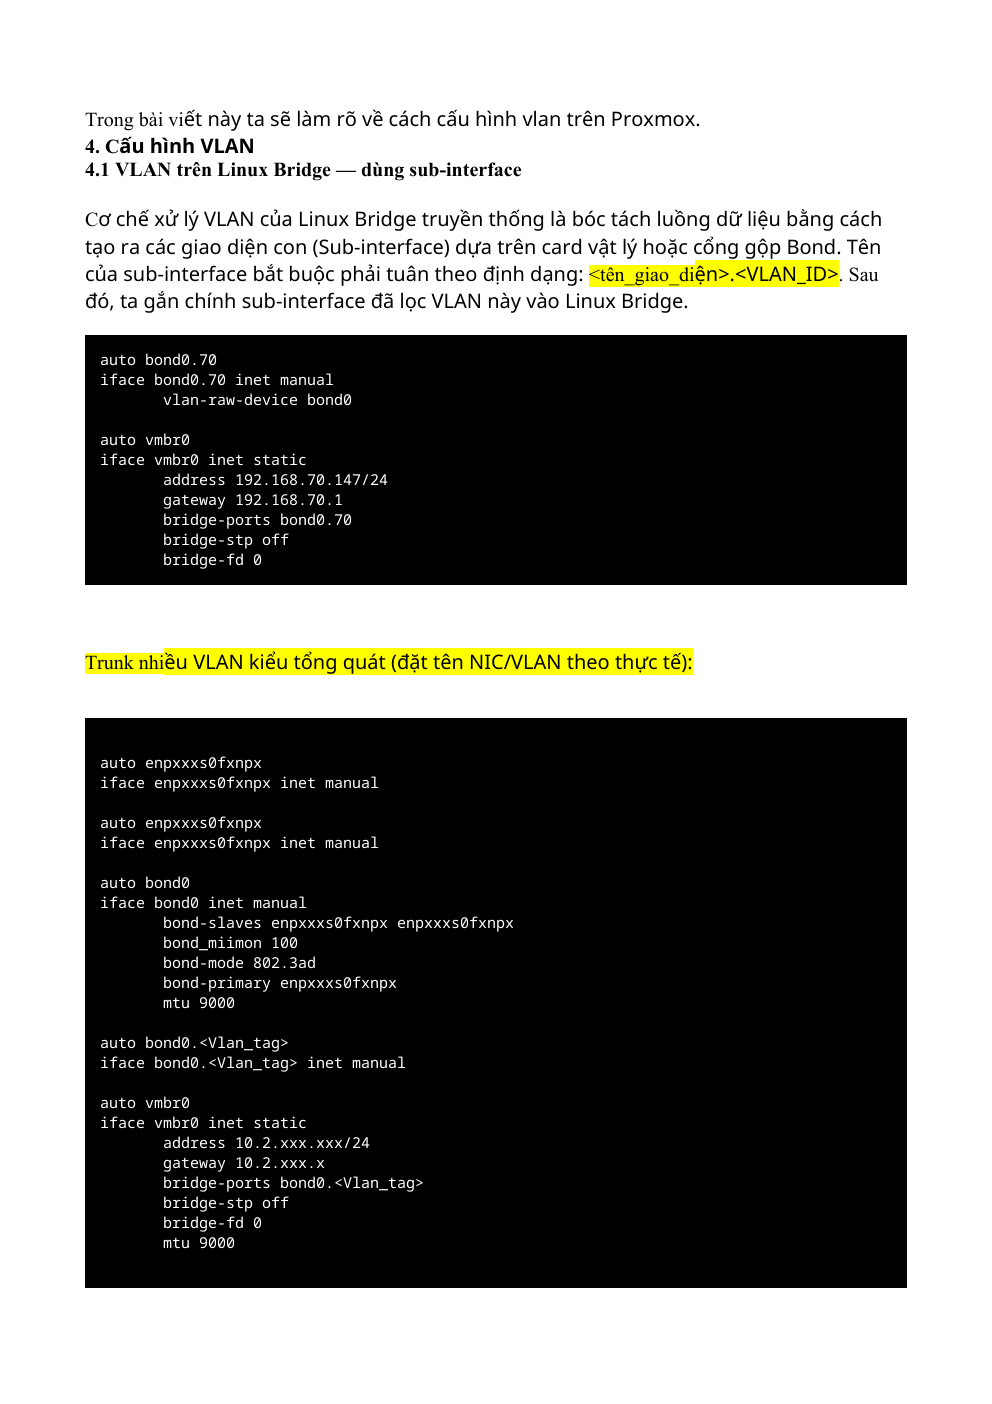 Trong bài viết này ta sẽ làm rõ về cách cấu hình vlan trên Proxmox.
4. Cấu hình VLAN
4.1 VLAN trên Linux Bridge — dùng sub-interface
Cơ chế xử lý VLAN của Linux Bridge truyền thống là bóc tách luồng dữ liệu bằng cách
tạo ra các giao diện con (Sub-interface) dựa trên card vật lý hoặc cổng gộp Bond. Tên
của sub-interface bắt buộc phải tuân theo định dạng: <tên_giao_diện>.<VLAN_ID>. Sau
đó, ta gắn chính sub-interface đã lọc VLAN này vào Linux Bridge.
auto bond0.70
iface bond0.70 inet manual
vlan-raw-device bond0
auto vmbr0
iface vmbr0 inet static
address 192.168.70.147/24
gateway 192.168.70.1
bridge-ports bond0.70
bridge-stp off
bridge-fd 0
Trunk nhiều VLAN kiểu tổng quát (đặt tên NIC/VLAN theo thực tế):
auto enpxxxs0fxnpx
iface enpxxxs0fxnpx inet manual
auto enpxxxs0fxnpx
iface enpxxxs0fxnpx inet manual
auto bond0
iface bond0 inet manual
bond-slaves enpxxxs0fxnpx enpxxxs0fxnpx
bond_miimon 100
bond-mode 802.3ad
bond-primary enpxxxs0fxnpx
mtu 9000
auto bond0.<Vlan_tag>
iface bond0.<Vlan_tag> inet manual
auto vmbr0
iface vmbr0 inet static
address 10.2.xxx.xxx/24
gateway 10.2.xxx.x
bridge-ports bond0.<Vlan_tag>
bridge-stp off
bridge-fd 0
mtu 9000